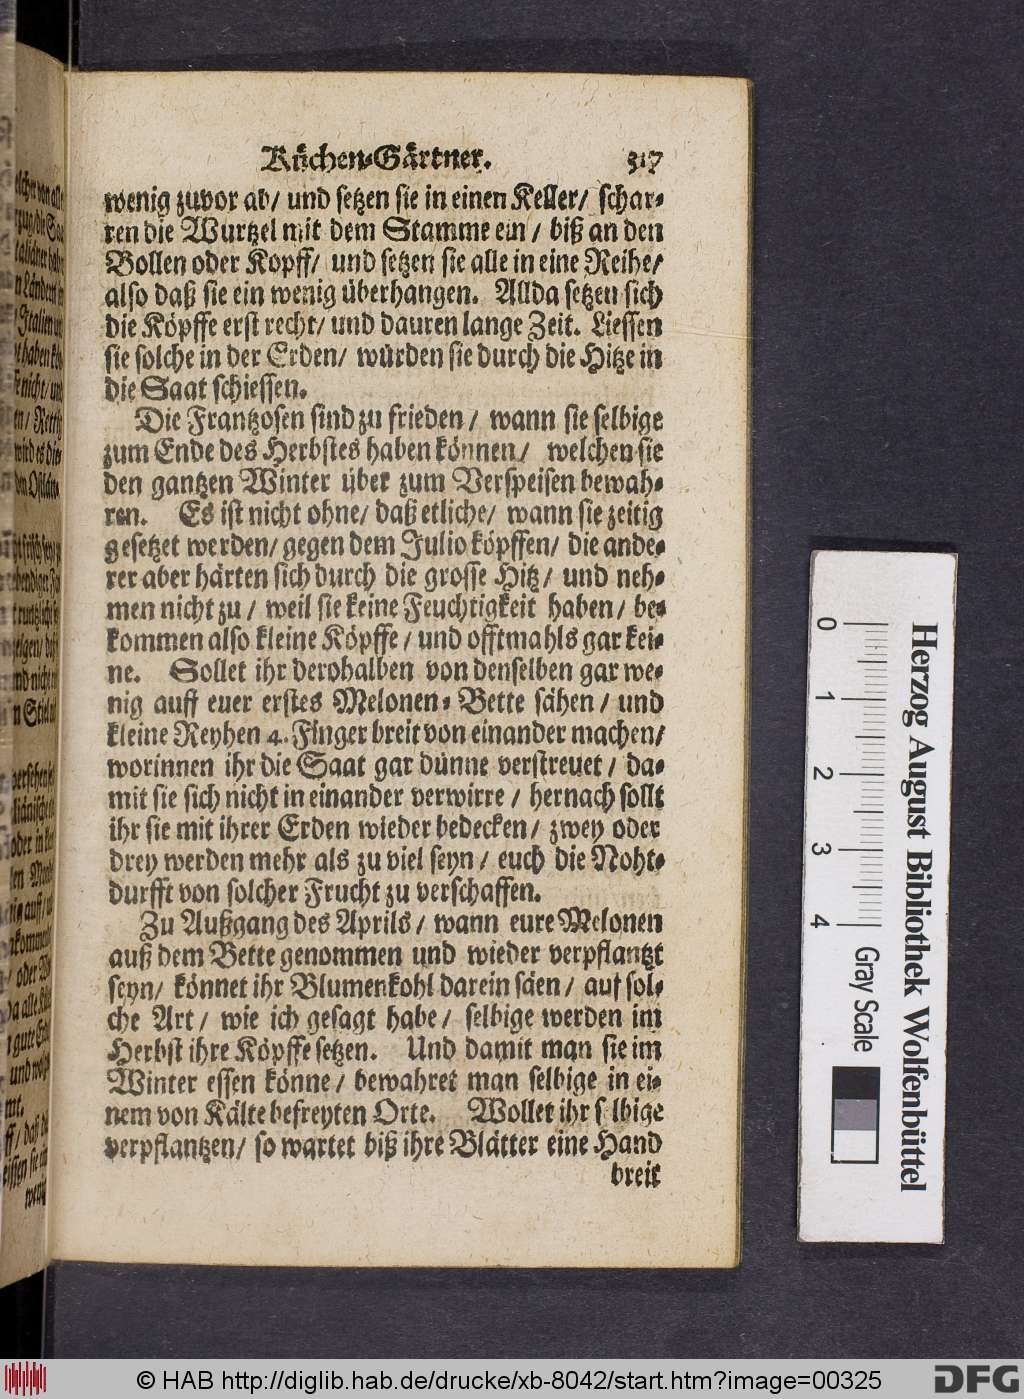 Küchen-Gärtner. 317
wenig zuvor ab/ und setzen sie in einen Keller/ schar-
ren die Wurtzel mit dem Stamme ein / biß an den
Bollen oder Kopff/ und setzen sie alle in eine Reihe/
also daß sie ein wenig überhangen. Allda setzen sich
die Köpffe erst recht/ und dauren lange Zeit. Liessen
sie solche in der Erden/ würden sie durch die Hitze in
die Saat schiessen.
Die Frantzosen sind zu frieden / wann sie selbige
zum Ende des Herbstes haben können/ welchen sie
den gantzen Winter über zum Verspeisen bewah-
ren. Es ist nicht ohne/ daß etliche/ wann sie zeitig
gesetzet werden/ gegen dem Julio köpffen/ die ande-
rer aber härten sich durch die grosse Hitz/ und neh-
men nicht zu / weil sie keine Feuchtigkeit haben/ be-
kommen also kleine Köpffe/ und offtmahls gar kei-
ne. Sollet ihr derohalben von denselben gar we-
nig auff euer erstes Melonen-Bette sähen/ und
kleine Reyhen 4. Finger breit von einander machen/
worinnen ihr die Saat gar dünne verstreuet / da-
mit sie sich nicht in einander verwirre / hernach sollt
ihr sie mit ihrer Erden wieder bedecken/ zwey oder
drey werden mehr als zu viel seyn/ euch die Noht-
durfft von solcher Frucht zu verschaffen.
Zu Außgang des Aprils/ wann eure Melonen
auß dem Bette genommen und wieder verpflantzt
seyn/ könnet ihr Blumenkohl darein säen/ auf sol-
che Art/ wie ich gesagt habe/ selbige werden im
Herbst ihre Köpffe setzen. Und damit man sie im
Winter essen könne/ bewahret man selbige in ei-
nem von Kälte befreyten Orte. Wollet ihr selbige
verpflantzen/ so wartet biß ihre Blätter eine Hand
breit
Herzog August Bibliothek Wolfenbüttel
0 1 2 3 4 Gray Scale
© HAB http://diglib.hab.de/drucke/xb-8042/start.htm?image=00325
DFG